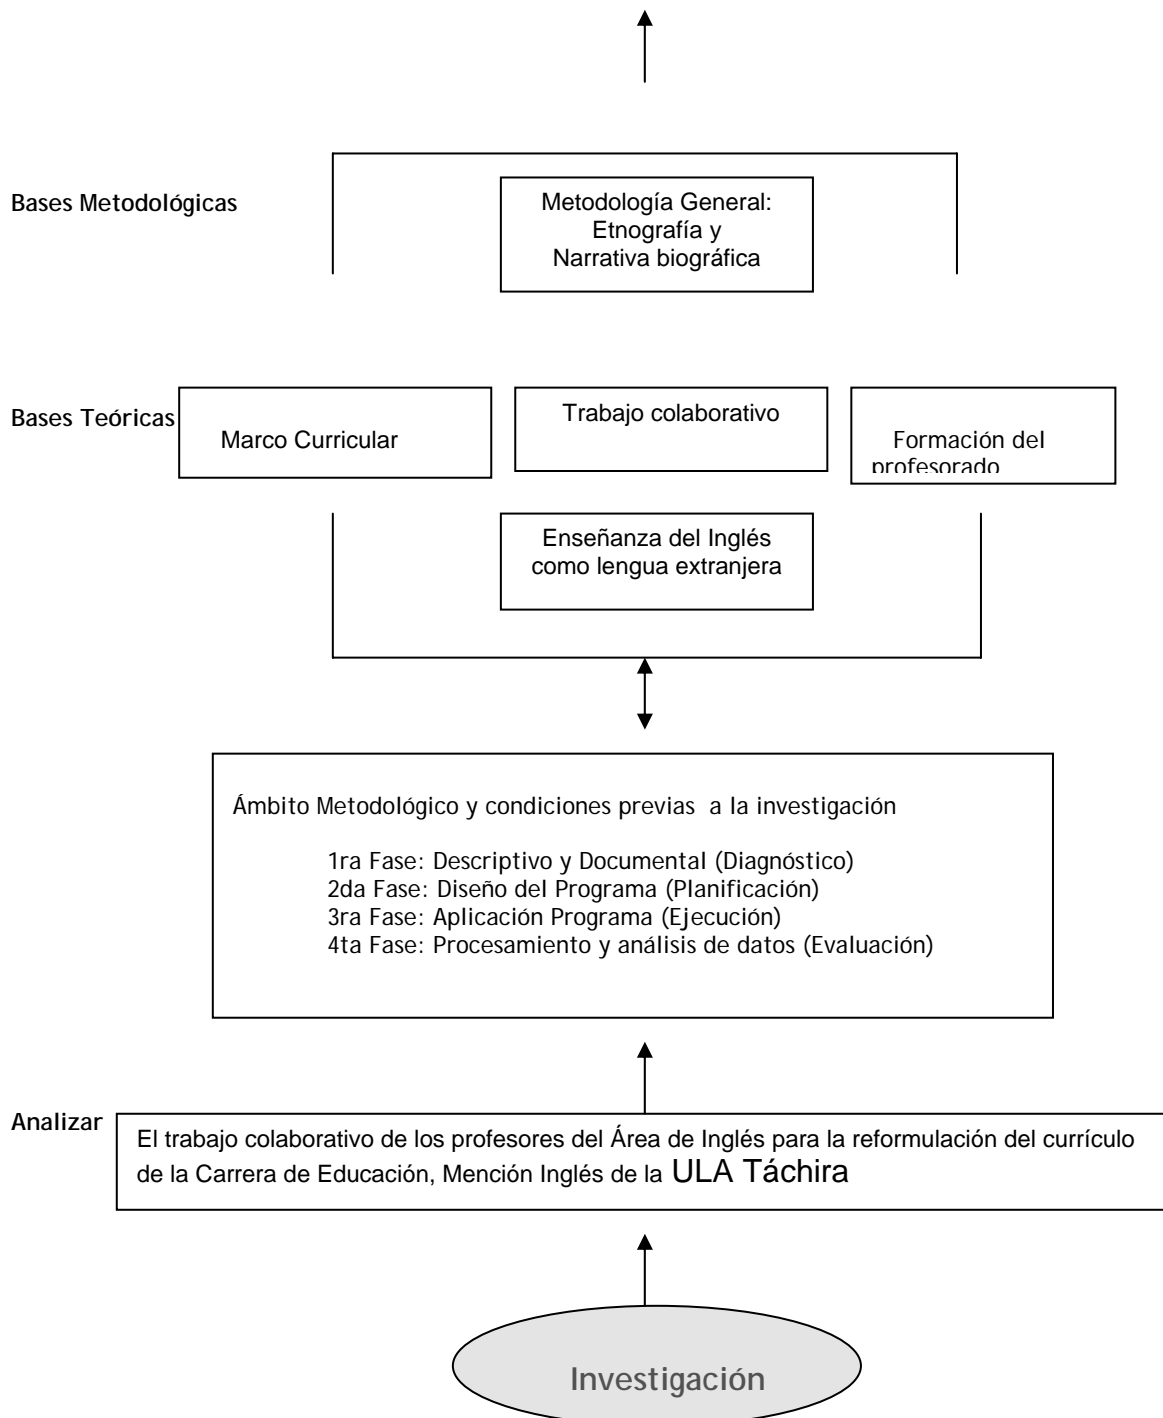 Bases Metodológicas
Metodología General:
Etnografía y
Narrativa biográfica
Bases Teóricas
Marco Curricular
Trabajo colaborativo
Formación del
profesorado
Enseñanza del Inglés
como lengua extranjera
Ámbito Metodológico y condiciones previas a la investigación
1ra Fase: Descriptivo y Documental (Diagnóstico)
2da Fase: Diseño del Programa (Planificación)
3ra Fase: Aplicación Programa (Ejecución)
4ta Fase: Procesamiento y análisis de datos (Evaluación)
Analizar
El trabajo colaborativo de los profesores del Área de Inglés para la reformulación del currículo
de la Carrera de Educación, Mención Inglés de la ULA Táchira
Investigación